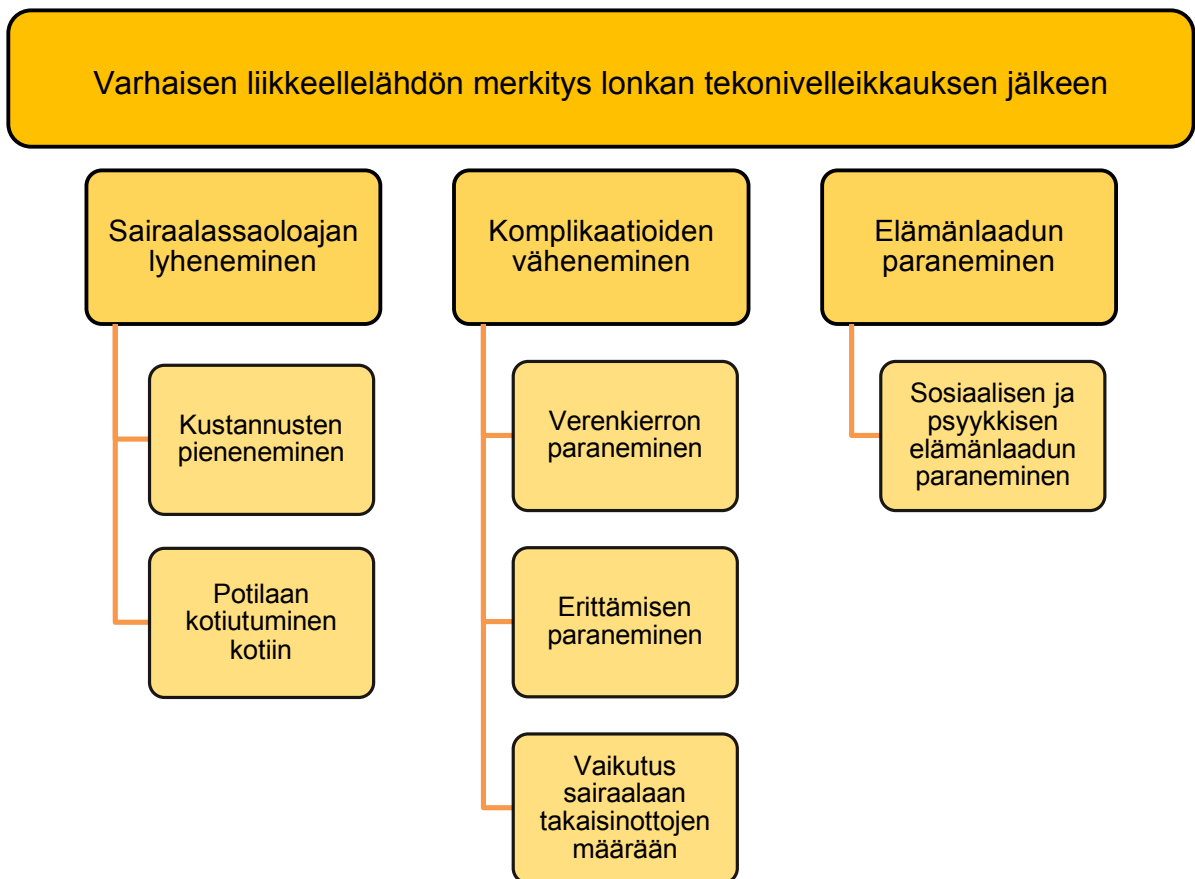 Varhaisen liikkeellelähdön merkitys lonkan tekonivelleikkauksen jälkeen
Sairaalassaoloajan
lyheneminen
Kustannusten
pieneneminen
Potilaan
kotiutuminen
kotiin
Komplikaatioiden
väheneminen
Verenkierron
paraneminen
Erittämisen
paraneminen
Vaikutus
sairaalaan
takaisinottojen
määrään
Elämänlaadun
paraneminen
Sosiaalisen ja
psyykkisen
elämänlaadun
paraneminen